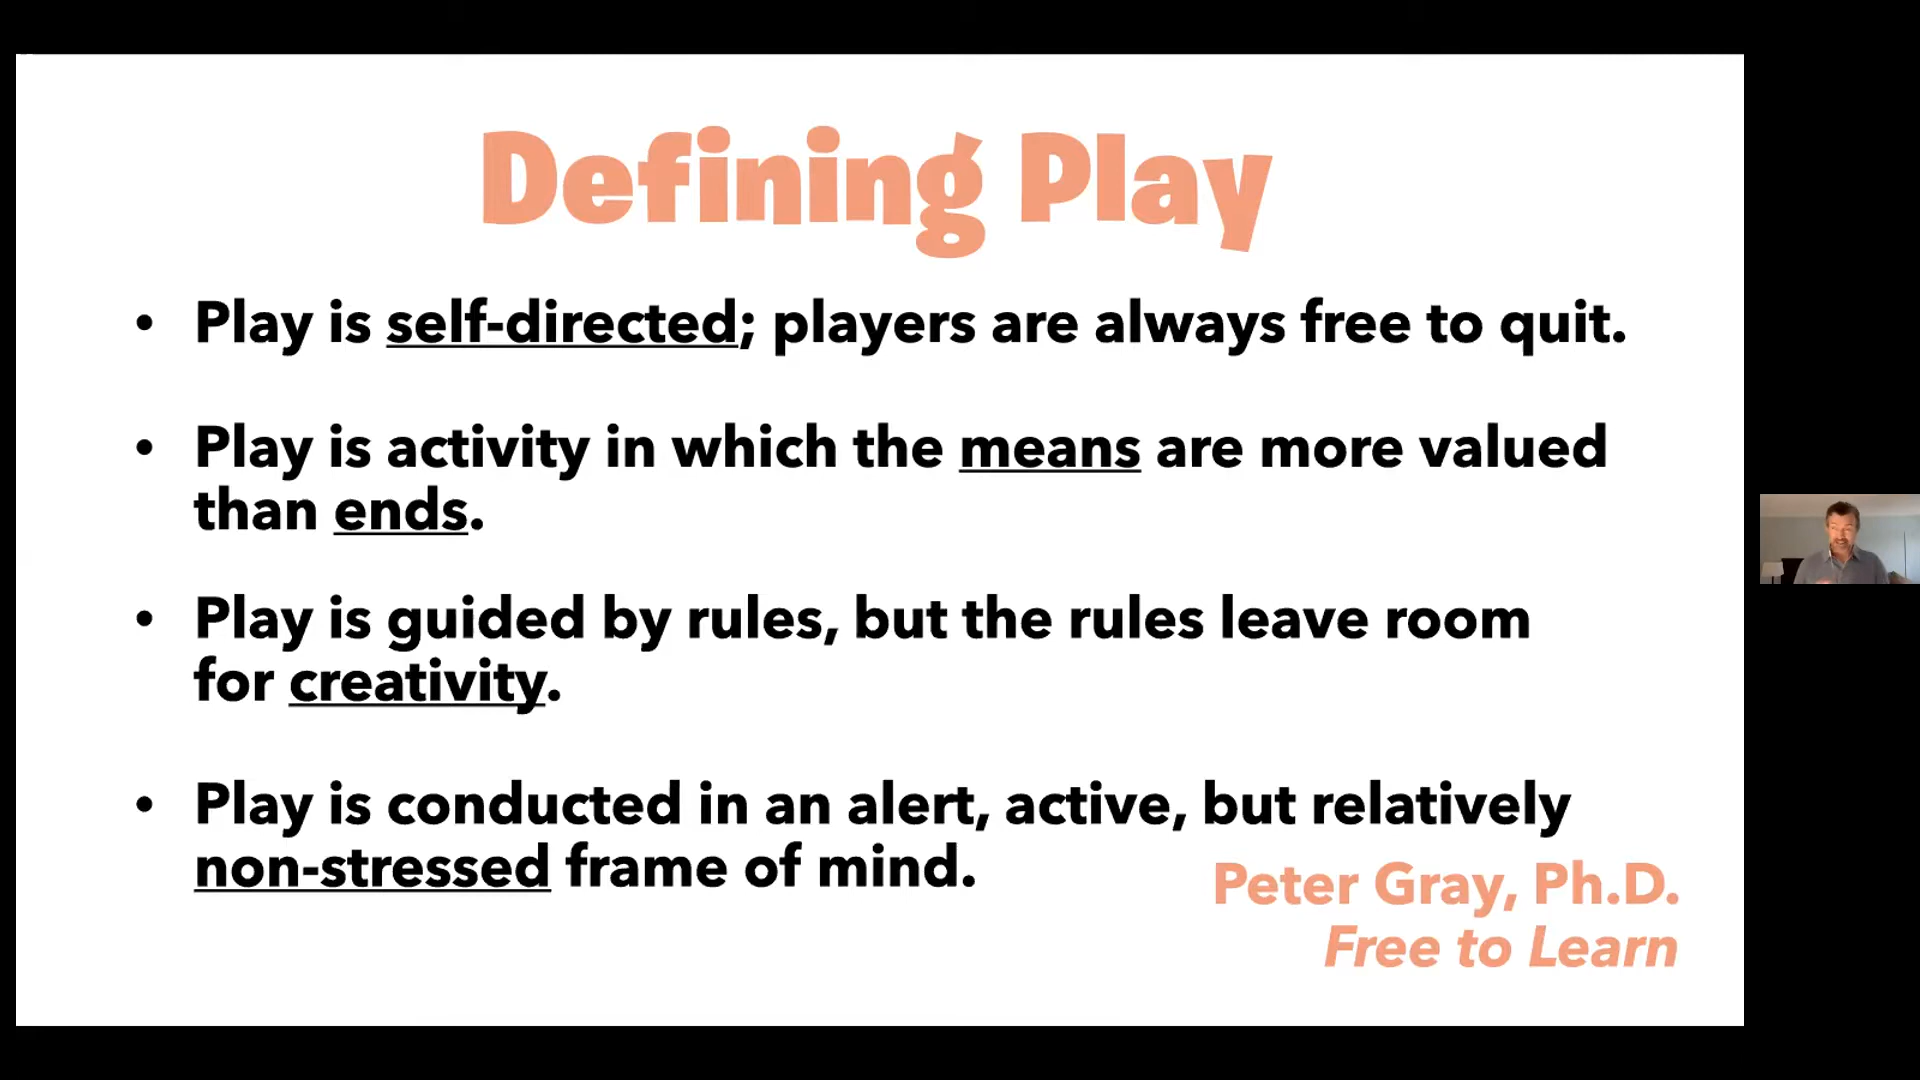 Defining Play
• Play is self-directed; players are always free to quit.
• Play is activity in which the means are more valued
than ends.
• Play is guided by rules, but the rules leave room
for creativity.
• Play is conducted in an alert, active, but relatively
non-stressed frame of mind.
Peter Gray, Ph.D.
Free to Learn